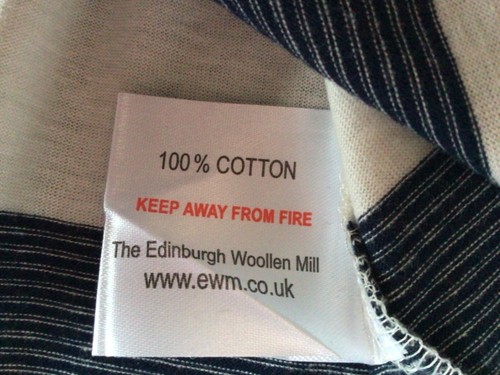 100% COTTON
KEEP AWAY FROM FIRE
The Edinburgh Woollen Mill
www.ewm.co.uk